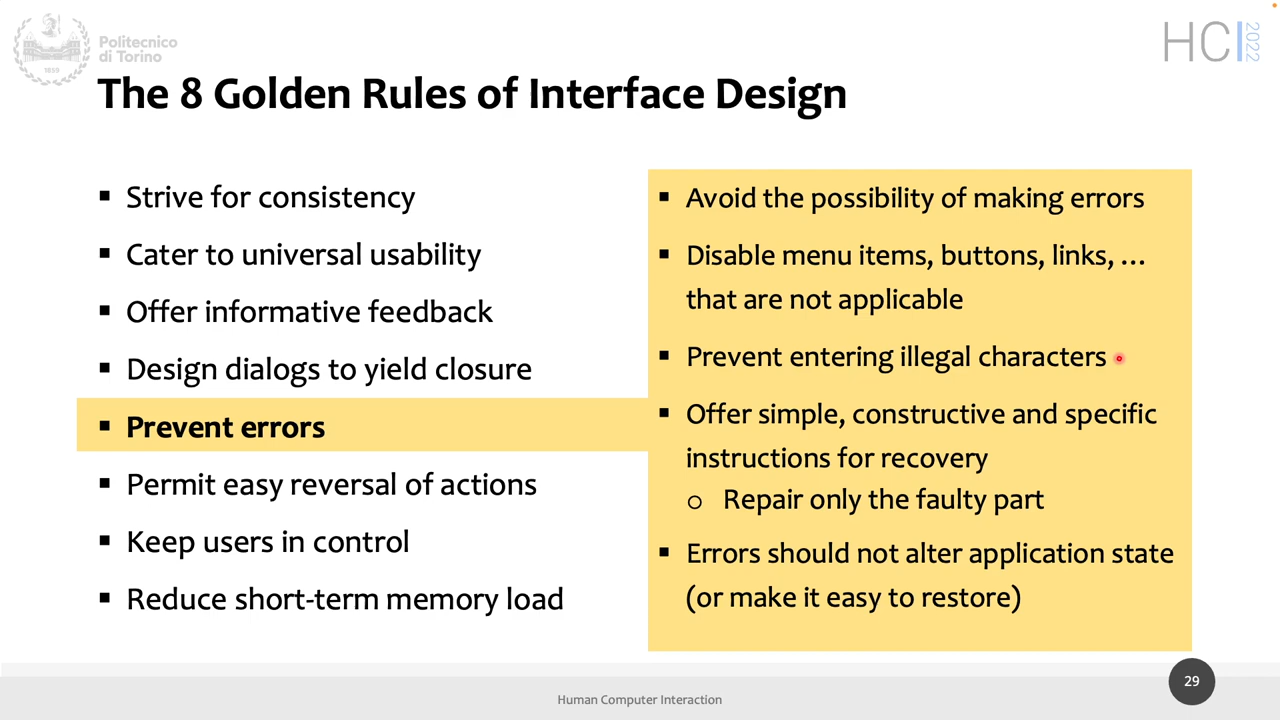 Politecnico
di Torino
1859
HCI 2022
The 8 Golden Rules of Interface Design
▪ Strive for consistency
▪ Cater to universal usability
▪ Offer informative feedback
▪ Design dialogs to yield closure
▪ Prevent errors
▪ Permit easy reversal of actions
▪ Keep users in control
▪ Reduce short-term memory load
▪ Avoid the possibility of making errors
▪ Disable menu items, buttons, links, …
that are not applicable
▪ Prevent entering illegal characters
▪ Offer simple, constructive and specific
instructions for recovery
o Repair only the faulty part
▪ Errors should not alter application state
(or make it easy to restore)
Human Computer Interaction
29